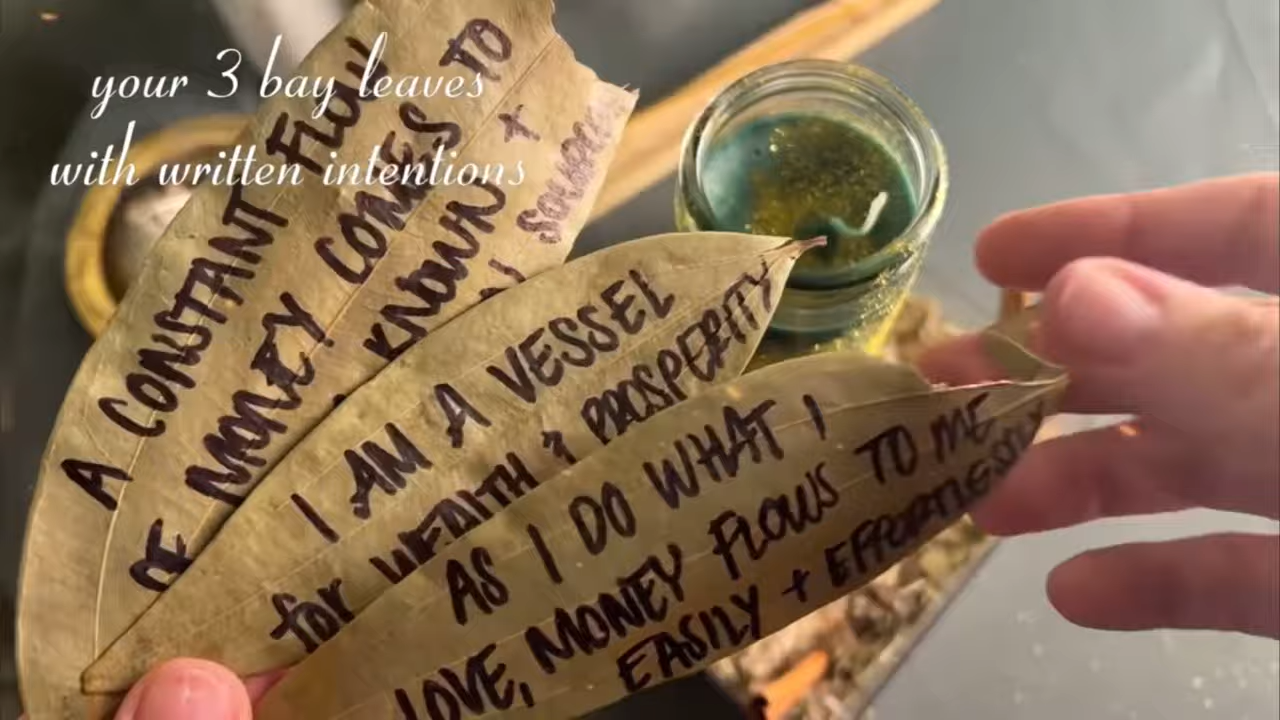 your 3 bay leaves
with written intentions
A CONSTANT FLOW
OF MONEY COMES TO
KNOWN +
SOURCES
I AM A VESSEL
for WEALTH & PROSPERITY
AS I DO WHAT I
LOVE, MONEY FLOWS TO ME
EASILY + EFFORTLESSLY